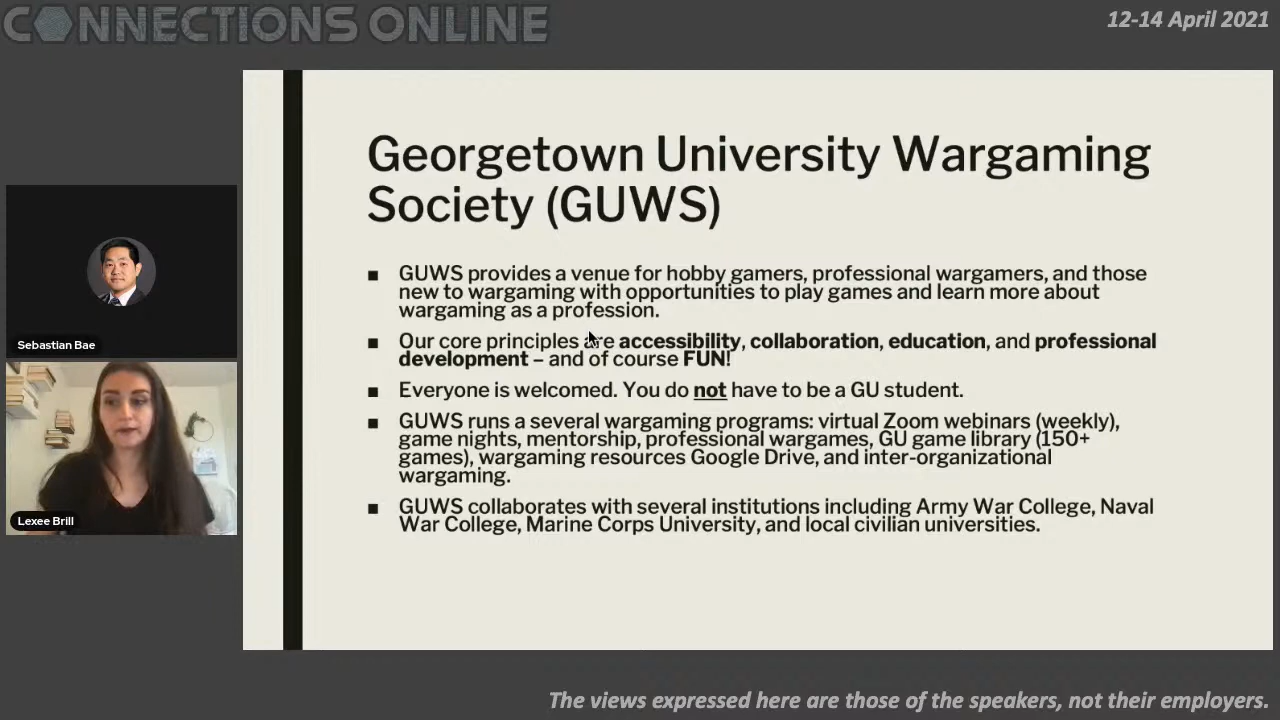 CONNECTIONS ONLINE
12-14 April 2021
Georgetown University Wargaming
Society (GUWS)
■ GUWS provides a venue for hobby gamers, professional wargamers, and those
new to wargaming with opportunities to play games and learn more about
wargaming as a profession.
■ Our core principles are accessibility, collaboration, education, and professional
development – and of course FUN!
■ Everyone is welcomed. You do not have to be a GU student.
■ GUWS runs a several wargaming programs: virtual Zoom webinars (weekly),
game nights, mentorship, professional wargames, GU game library (150+
games), wargaming resources Google Drive, and inter-organizational
wargaming.
■ GUWS collaborates with several institutions including Army War College, Naval
War College, Marine Corps University, and local civilian universities.
Sebastian Bae
Lexee Brill
The views expressed here are those of the speakers, not their employers.